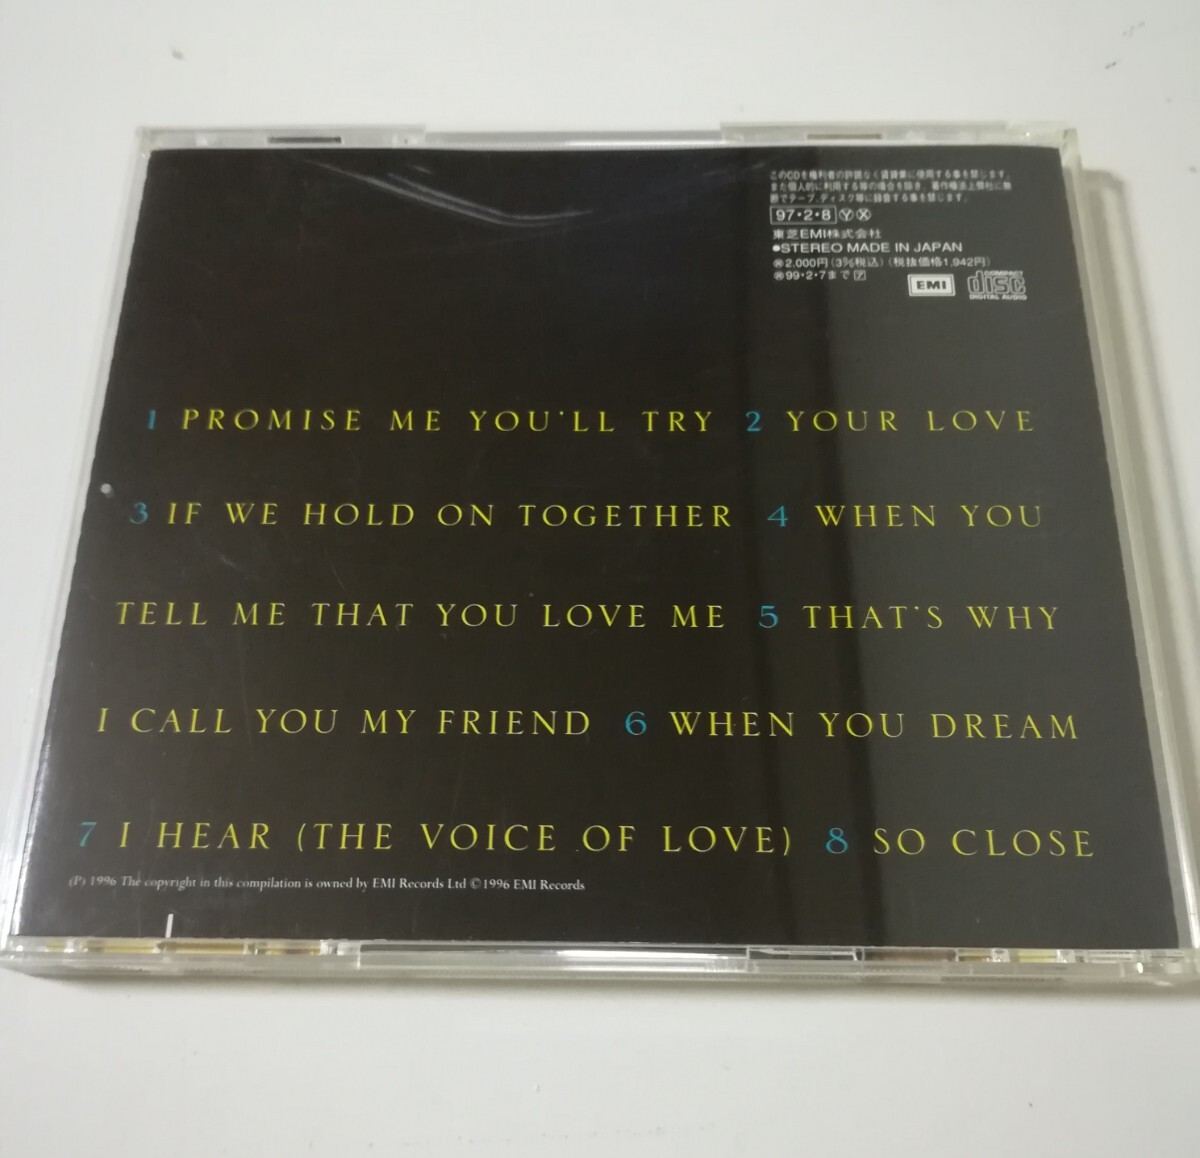 このCDを権利者の許諾なく賃貸業に使用する事を禁じます。
また個人的に利用する等の場合を除き、著作権法上弊社に無
断でテープ、ディスク等に録音する事を禁じます。
97・2・8 Ⓨ Ⓧ
東芝EMI株式会社
●STEREO MADE IN JAPAN
2,000円(3%税込)(税抜価格1,942円)
99・2・7まで ア
EMI
COMPACT
disc
DIGITAL AUDIO
1 PROMISE ME YOU'LL TRY 2 YOUR LOVE
3 IF WE HOLD ON TOGETHER 4 WHEN YOU
TELL ME THAT YOU LOVE ME 5 THAT'S WHY
I CALL YOU MY FRIEND 6 WHEN YOU DREAM
7 I HEAR (THE VOICE OF LOVE) 8 SO CLOSE
(P) 1996 The copyright in this compilation is owned by EMI Records Ltd © 1996 EMI Records